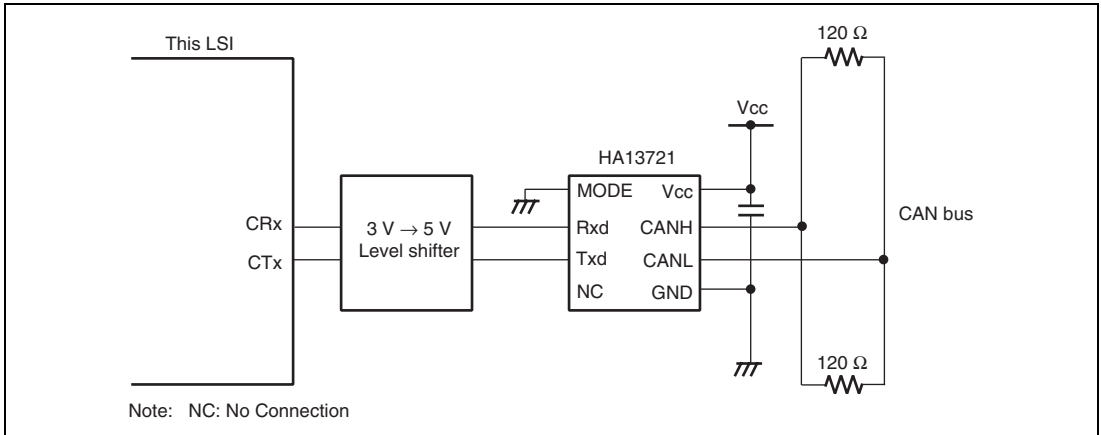 This LSI
CRx
CTx
3 V → 5 V
Level shifter
HA13721
MODE Vcc
Rxd CANH
Txd CANL
NC GND
Vcc
120 Ω
CAN bus
120 Ω
Note: NC: No Connection